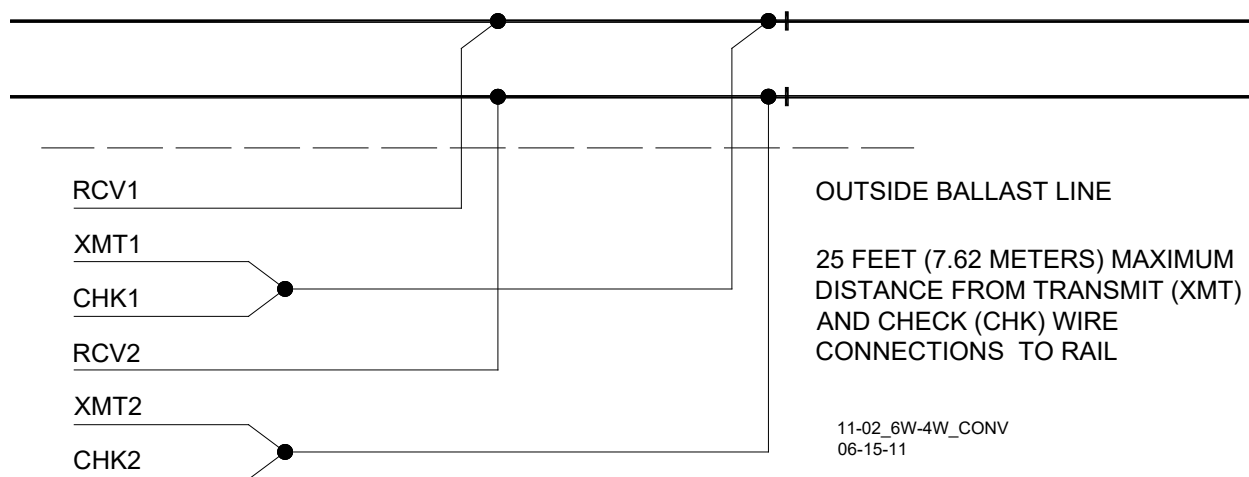 RCV1
XMT1
CHK1
RCV2
XMT2
CHK2
OUTSIDE BALLAST LINE
25 FEET (7.62 METERS) MAXIMUM
DISTANCE FROM TRANSMIT (XMT)
AND CHECK (CHK) WIRE
CONNECTIONS TO RAIL
11-02_6W-4W_CONV
06-15-11